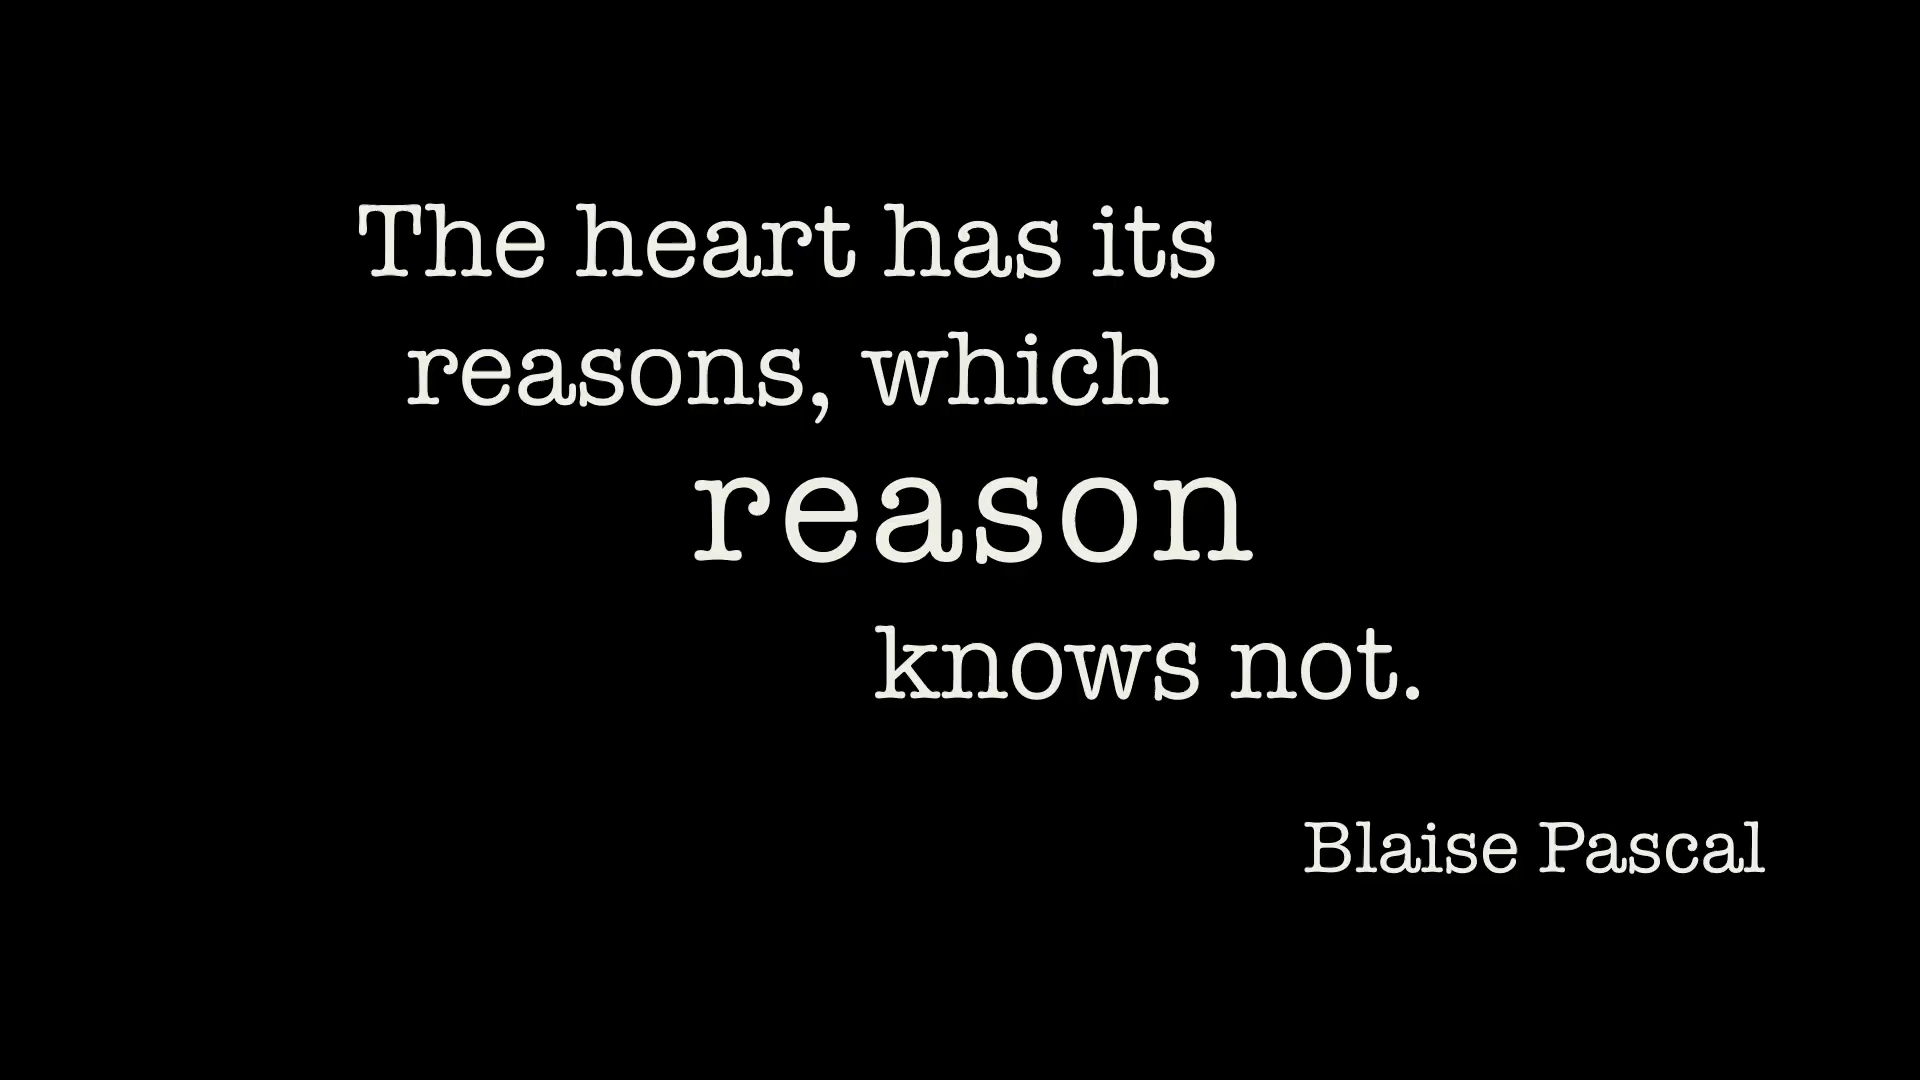 The heart has its
reasons, which
reason
knows not.
Blaise Pascal